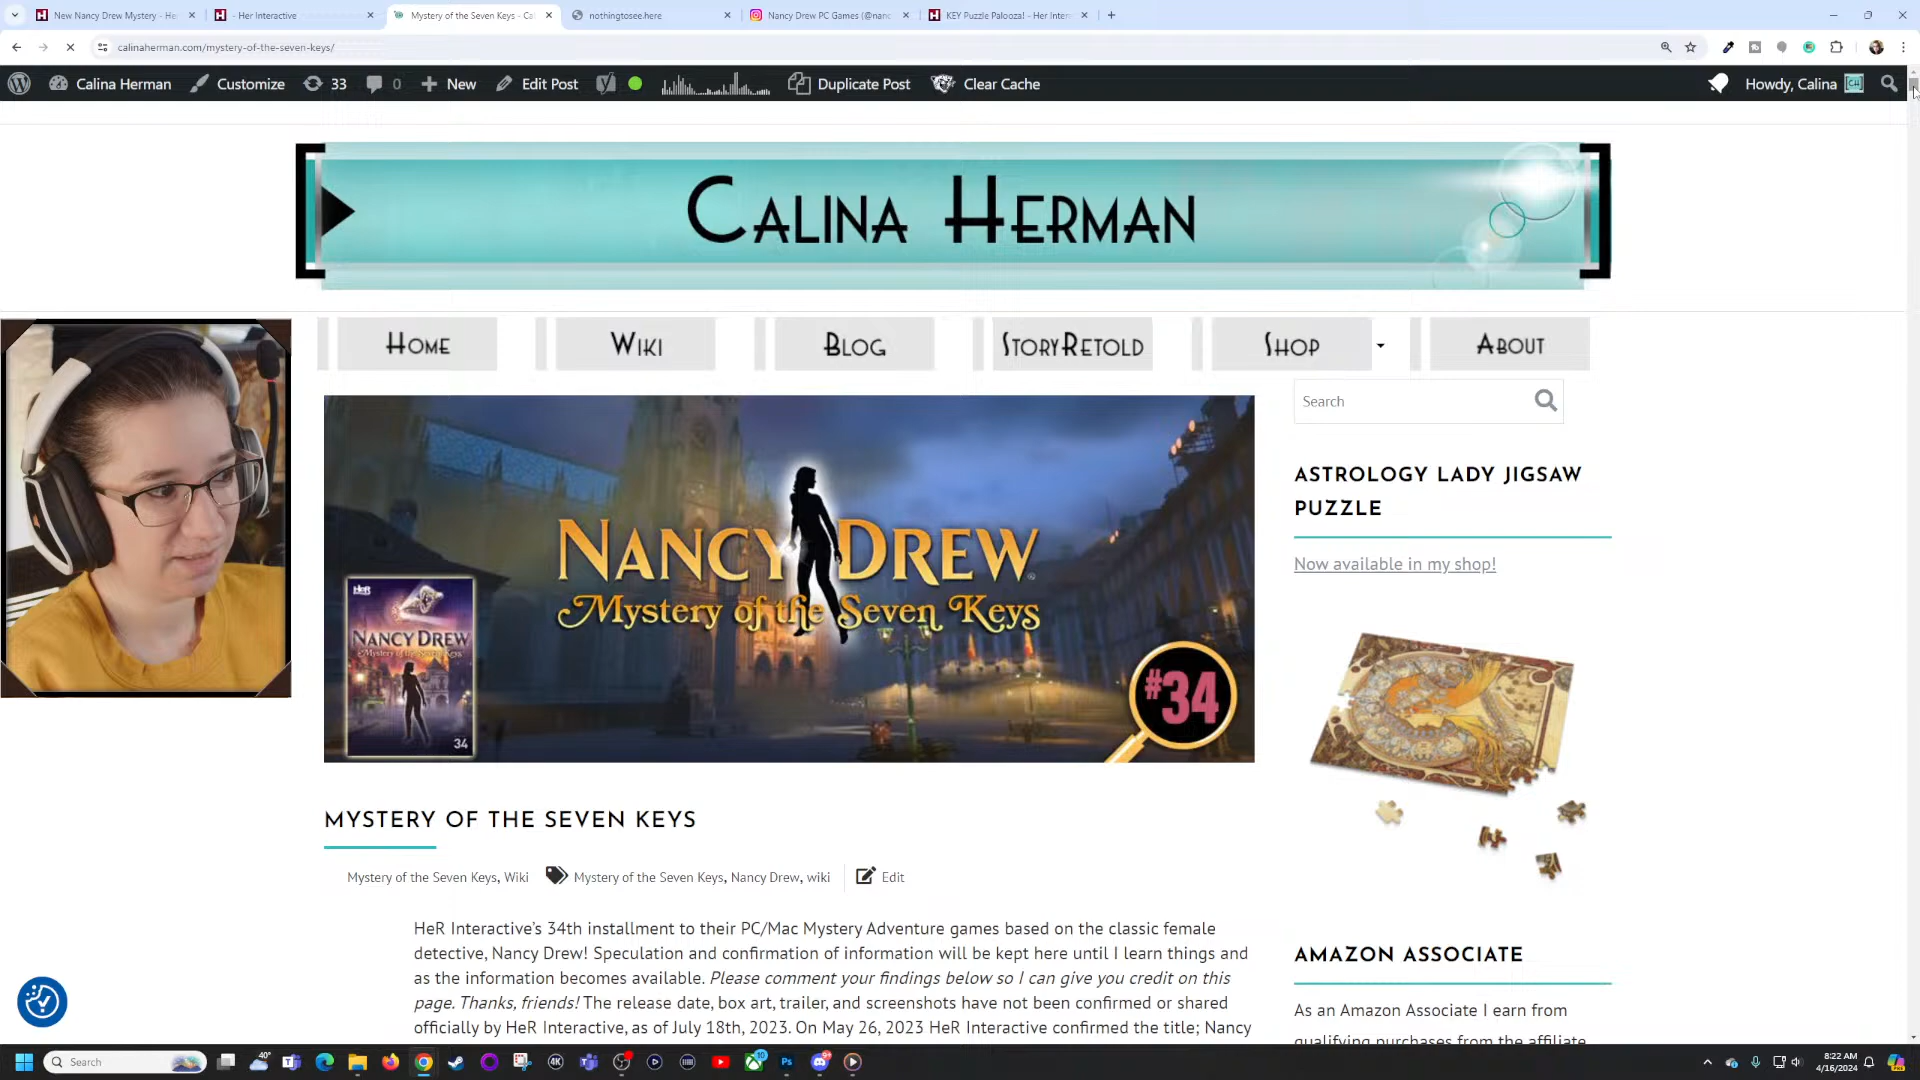 New Nancy Drew Mystery - He
- Her Interactive
Mystery of the Seven Keys - Cal
nothingtosee.here
Nancy Drew PC Games (@nanc
KEY Puzzle Palooza! - Her Inter
calinaherman.com/mystery-of-the-seven-keys/
Calina Herman
Customize
33
0
New
Edit Post
Duplicate Post
Clear Cache
Howdy, Calina
CALINA HERMAN
HOME
WIKI
BLOG
STORYRETOLD
SHOP
ABOUT
Search
NANCY DREW
Mystery of the Seven Keys
#34
HeR
NANCY DREW
Mystery of the Seven Keys
34
ASTROLOGY LADY JIGSAW
PUZZLE
Now available in my shop!
MYSTERY OF THE SEVEN KEYS
Mystery of the Seven Keys, Wiki
Mystery of the Seven Keys, Nancy Drew, wiki
Edit
HeR Interactive's 34th installment to their PC/Mac Mystery Adventure games based on the classic female
detective, Nancy Drew! Speculation and confirmation of information will be kept here until I learn things and
as the information becomes available. Please comment your findings below so I can give you credit on this
page. Thanks, friends! The release date, box art, trailer, and screenshots have not been confirmed or shared
officially by HeR Interactive, as of July 18th, 2023. On May 26, 2023 HeR Interactive confirmed the title; Nancy
AMAZON ASSOCIATE
As an Amazon Associate I earn from
qualifying purchases from the affiliate
Search
40°
4K
10
8:22 AM
4/16/2024